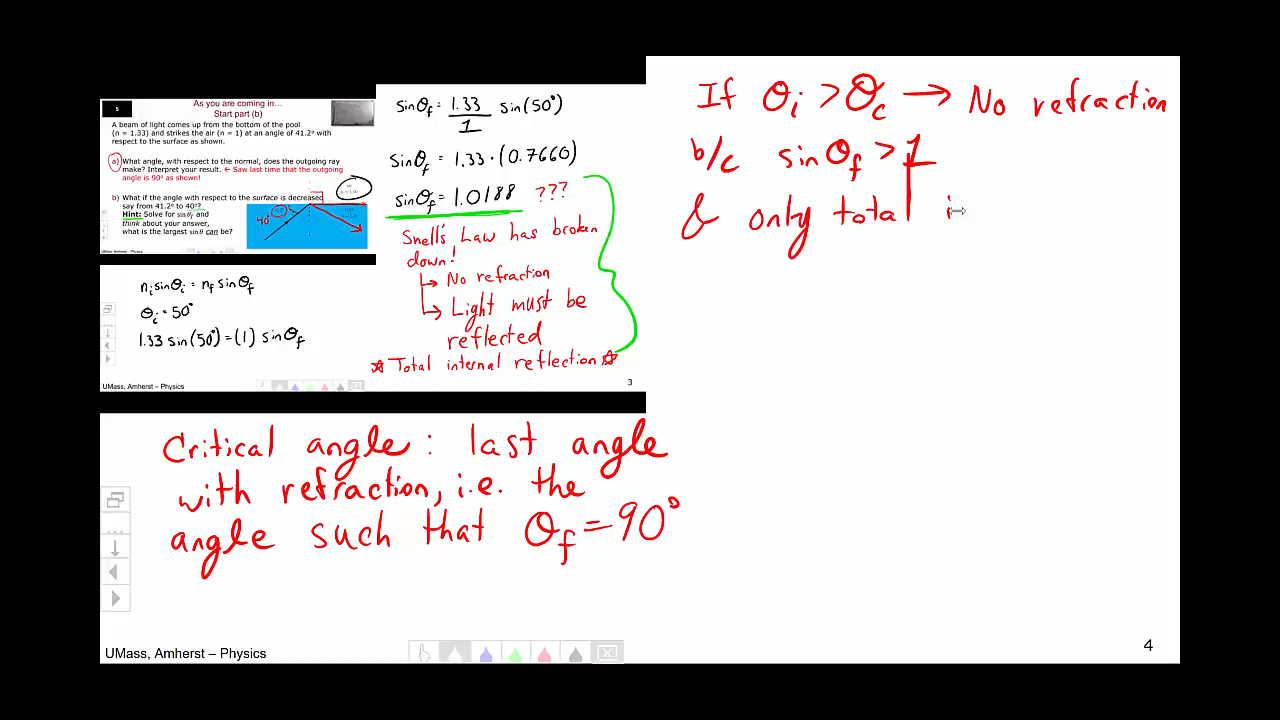 5
As you are coming in...
Start part (b)
A beam of light comes up from the bottom of the pool
(n = 1.33) and strikes the air (n = 1) at an angle of 41.2° with
respect to the surface as shown.
a) What angle, with respect to the normal, does the outgoing ray
make? Interpret your result. ← Saw last time that the outgoing
angle is 90° as shown!
b) What if the angle with respect to the surface is decreased
say from 41.2° to 40°?
Hint: Solve for sinθf and
think about your answer,
what is the largest sinθ can be?
40°
UMass, Amherst – Physics
ni sinθi = nf sinθf
θi = 50°
1.33 sin(50°) = (1) sinθf
UMass, Amherst – Physics
sinθf = 1.33/1 sin(50°)
sinθf = 1.33·(0.7660)
sinθf = 1.0188 ???
Snell's Law has broken
down!
↳ No refraction
↳ Light must be
reflected
☆ Total internal reflection ☆
3
Critical angle: last angle
with refraction, i.e. the
angle such that θf = 90°
UMass, Amherst – Physics
If θi > θc → No refraction
b/c sinθf > 1
& only total i
4